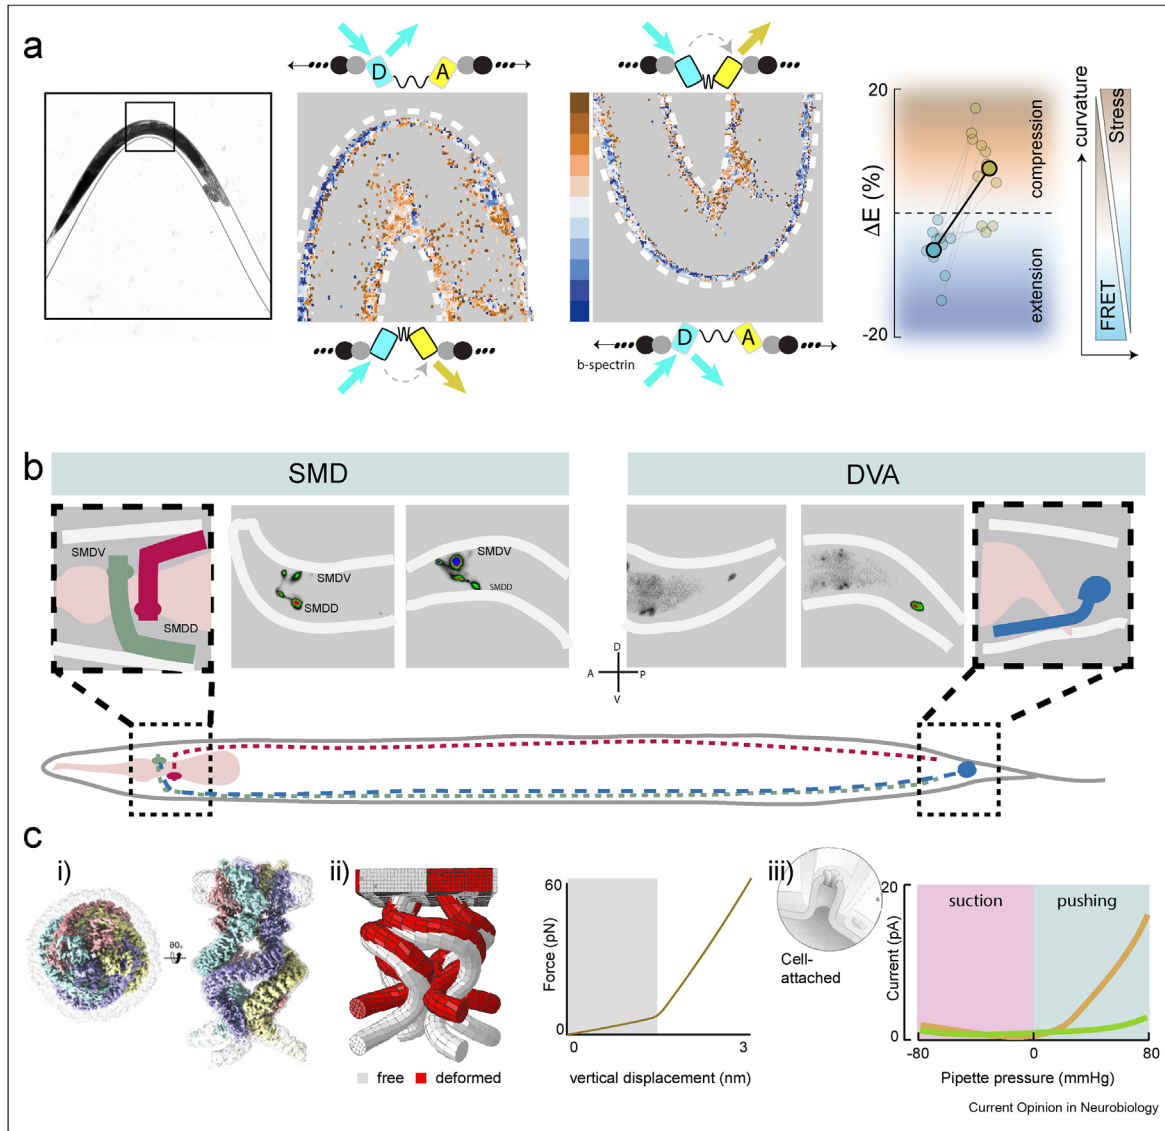 a
D
A
D
A
b-spectrin
20
ΔE (%)
-20
compression
extension
curvature
Stress
FRET
b
SMD
DVA
SMDV
SMDD
SMDV
SMDD
SMDV
SMDD
D
A
P
V
c
i)
90°
ii)
free
deformed
60
Force (pN)
0
0
3
vertical displacement (nm)
iii)
Cell-
attached
20
Current (pA)
0
suction
pushing
-80
0
80
Pipette pressure (mmHg)
Current Opinion in Neurobiology